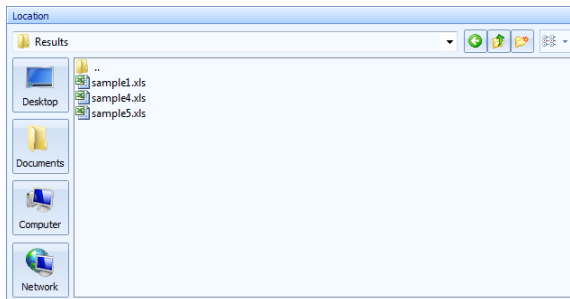 Location
Results
..
sample1.xls
sample4.xls
sample5.xls
Desktop
Documents
Computer
Network